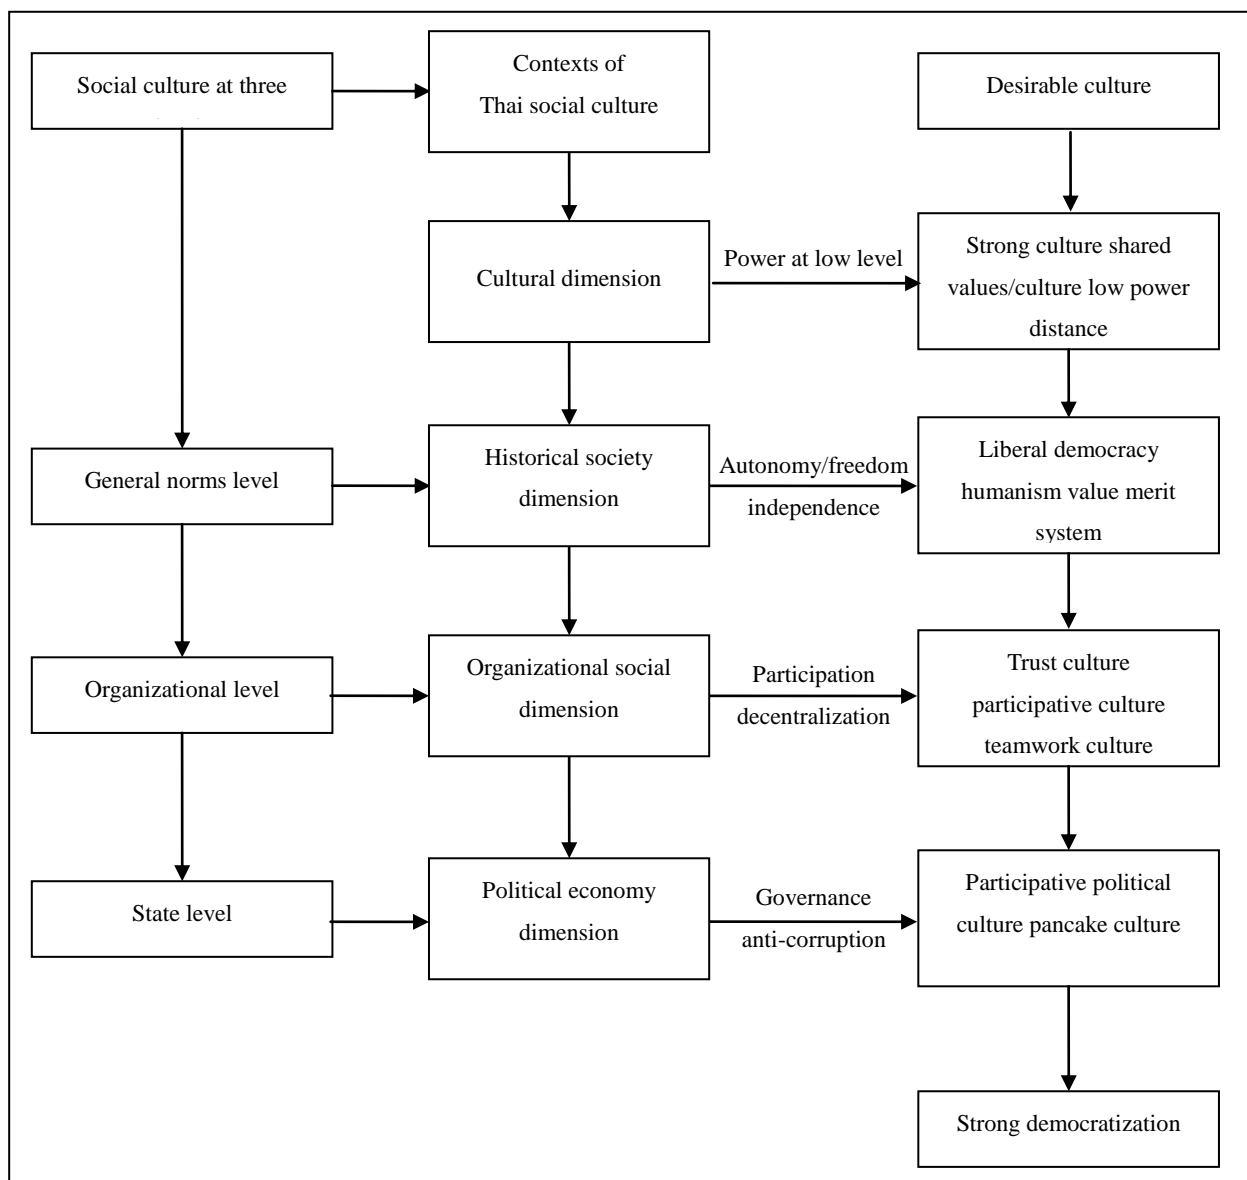 Social culture at three
Contexts of
Thai social culture
Desirable culture
Cultural dimension
Power at low level
Strong culture shared
values/culture low power
distance
General norms level
Historical society
dimension
Autonomy/freedom
independence
Liberal democracy
humanism value merit
system
Organizational level
Organizational social
dimension
Participation
decentralization
Trust culture
participative culture
teamwork culture
State level
Political economy
dimension
Governance
anti-corruption
Participative political
culture pancake culture
Strong democratization